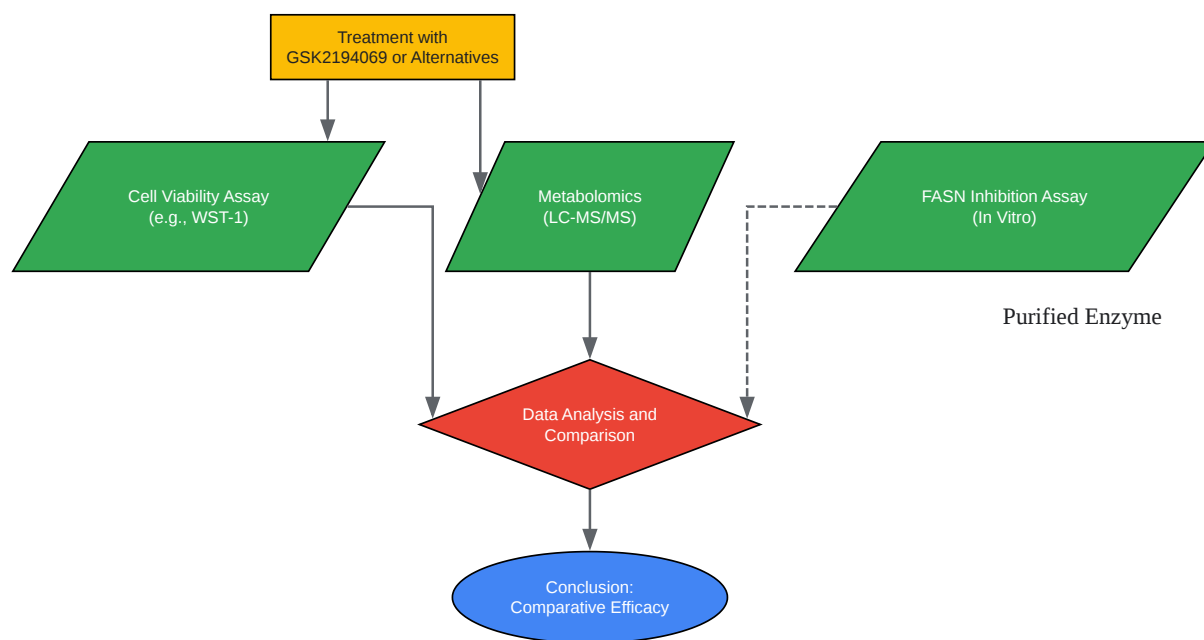 Treatment with
GSK2194069 or Alternatives
Cell Viability Assay
(e.g., WST-1)
Metabolomics
(LC-MS/MS)
FASN Inhibition Assay
(In Vitro)
Purified Enzyme
Data Analysis and
Comparison
Conclusion:
Comparative Efficacy